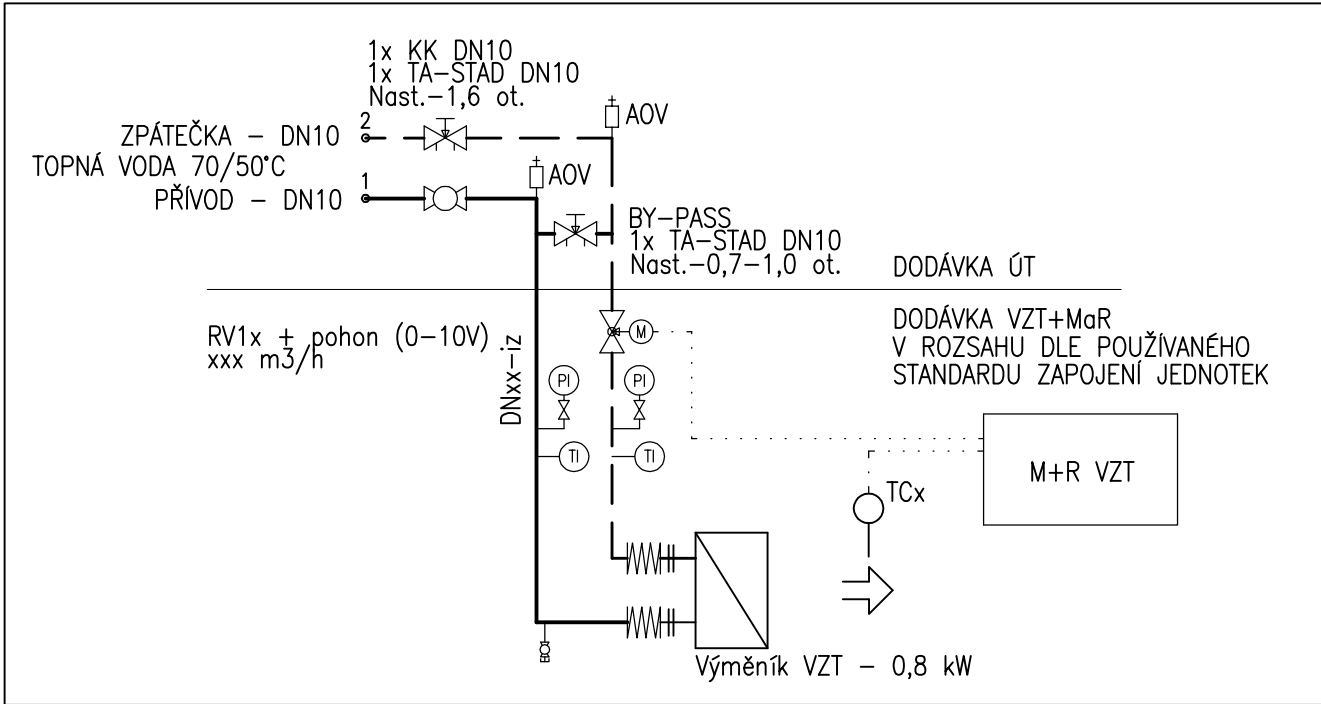 1x KK DN10
1x TA-STAD DN10
Nast.-1,6 ot.
AOV
2
ZPÁTEČKA - DN10
TOPNÁ VODA 70/50°C
AOV
1
PŘÍVOD - DN10
BY-PASS
1x TA-STAD DN10
Nast.-0,7-1,0 ot.
DODÁVKA ÚT
RV1x + pohon (0-10V)
xxx m3/h
DNxx-iz
M
DODÁVKA VZT+MaR
V ROZSAHU DLE POUŽÍVANÉHO
STANDARDU ZAPOJENÍ JEDNOTEK
PI
PI
TI
TI
M+R VZT
TCx
Výměník VZT - 0,8 kW